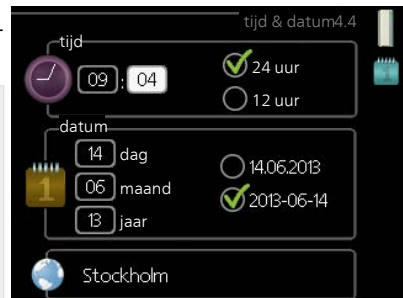 tijd & datum4.4
tijd
09 : 04
24 uur
12 uur
datum
14 dag
06 maand
13 jaar
14.06.2013
2013-06-14
1
Stockholm